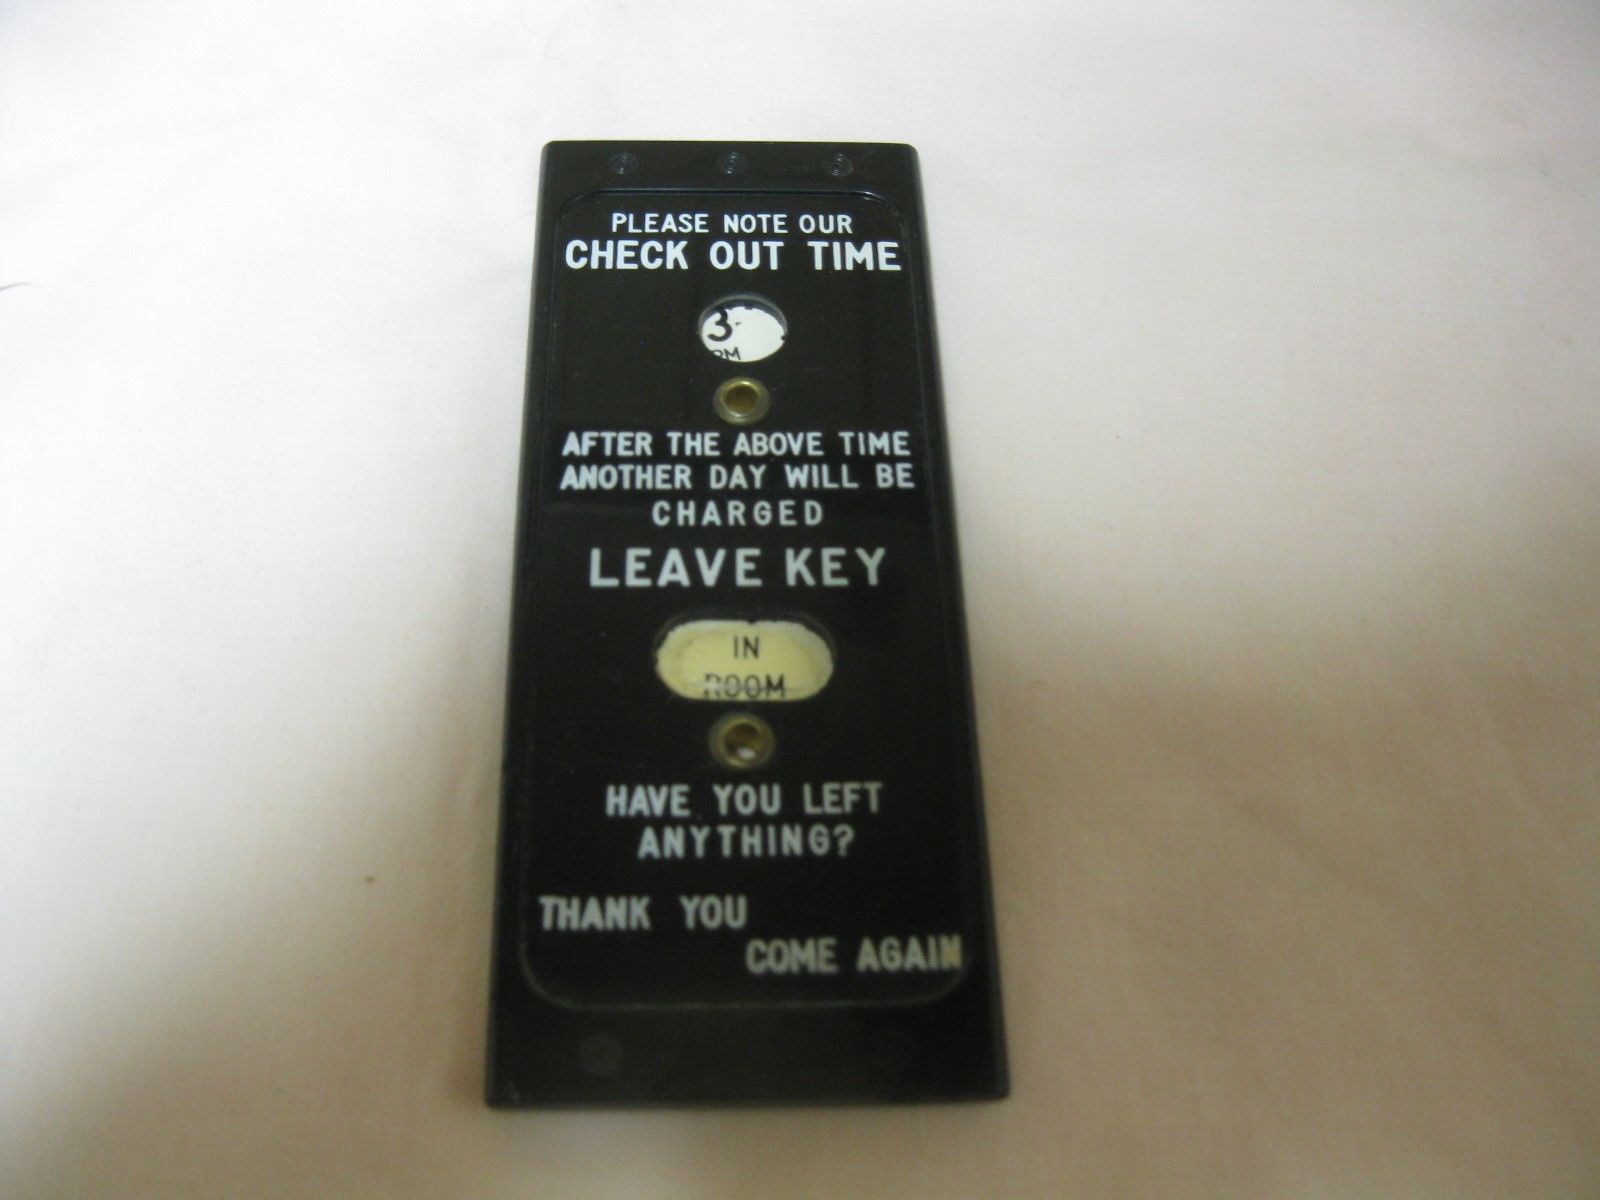 PLEASE NOTE OUR
CHECK OUT TIME
3
PM
AFTER THE ABOVE TIME
ANOTHER DAY WILL BE
CHARGED
LEAVE KEY
IN
ROOM
HAVE YOU LEFT
ANYTHING?
THANK YOU
COME AGAIN